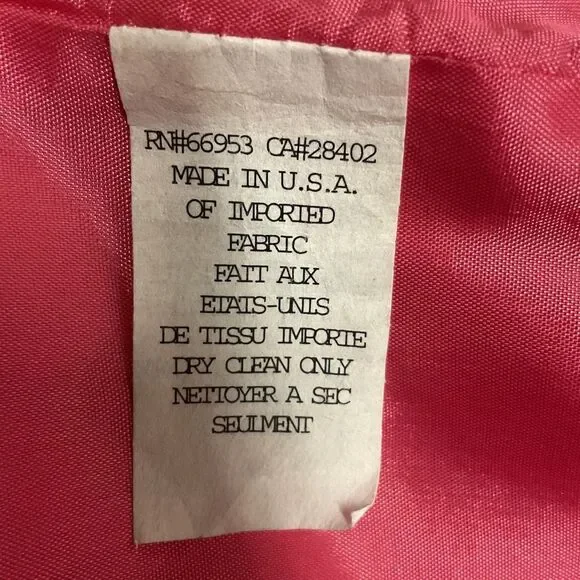 RN#66953 CA#28402
MADE IN U.S.A.
OF IMPORTED
FABRIC
FAIT AUX
ETATS-UNIS
DE TISSU IMPORTE
DRY CLEAN ONLY
NETTOYER A SEC
SEULMENT